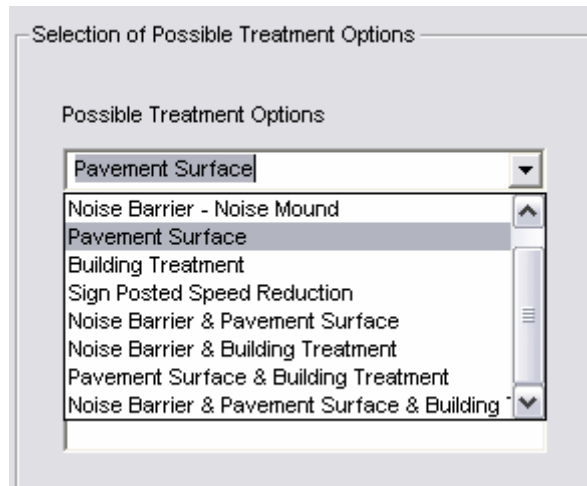 Selection of Possible Treatment Options
Possible Treatment Options
Pavement Surface
Noise Barrier - Noise Mound
Pavement Surface
Building Treatment
Sign Posted Speed Reduction
Noise Barrier & Pavement Surface
Noise Barrier & Building Treatment
Pavement Surface & Building Treatment
Noise Barrier & Pavement Surface & Building